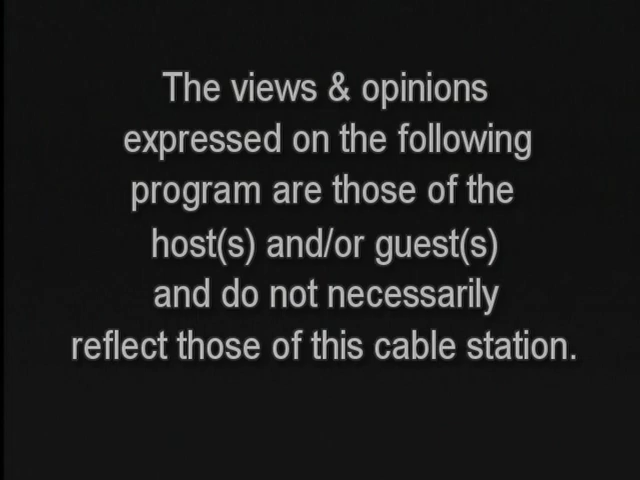 The views & opinions
expressed on the following
program are those of the
host(s) and/or guest(s)
and do not necessarily
reflect those of this cable station.